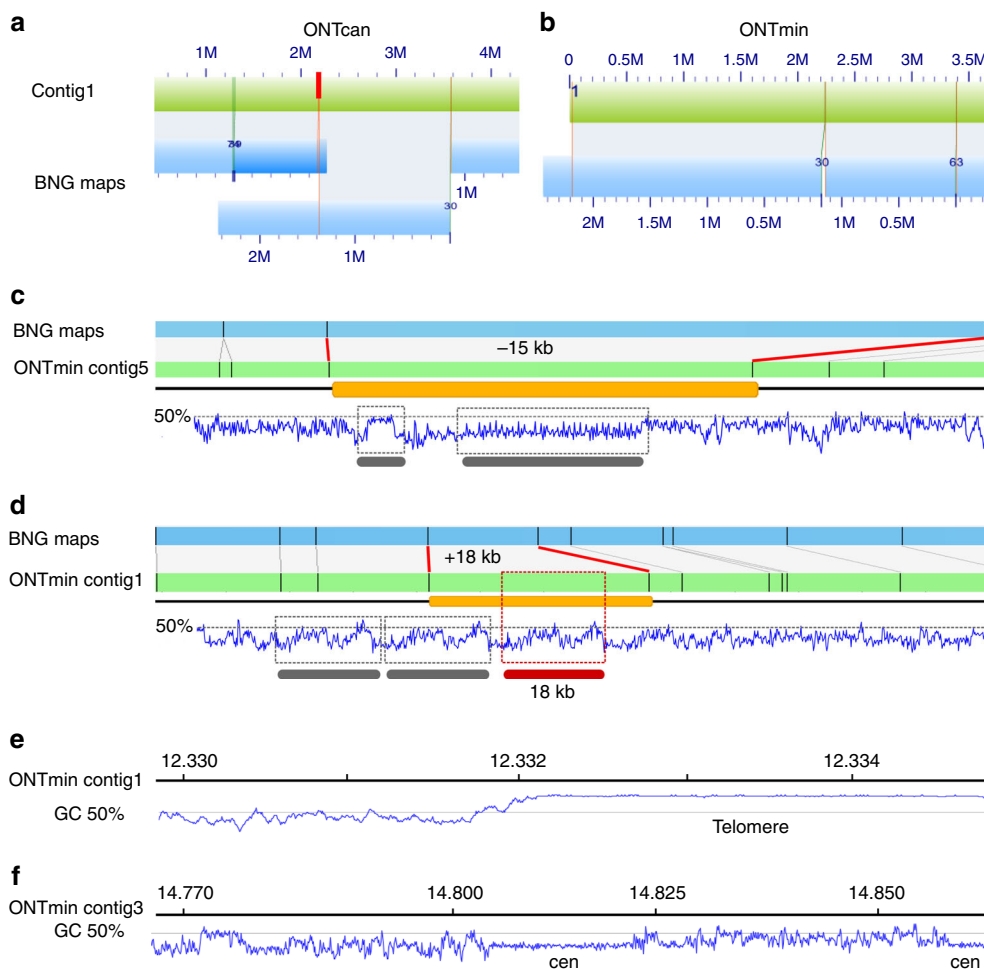 a
ONTcan
1M 2M 3M 4M
Contig1
BNG maps
1M
30
2M 1M
b
ONTmin
0 0.5M 1M 2M 2.5M 3M 3.5M
1
30 63
2M 1.5M 1M 0.5M 1M 0.5M
c
BNG maps
–15 kb
ONTmin contig5
50%
d
BNG maps
+18 kb
ONTmin contig1
50%
18 kb
e
12.330 12.332 12.334
ONTmin contig1
GC 50%
Telomere
f
14.770 14.800 14.825 14.850
ONTmin contig3
GC 50%
cen cen